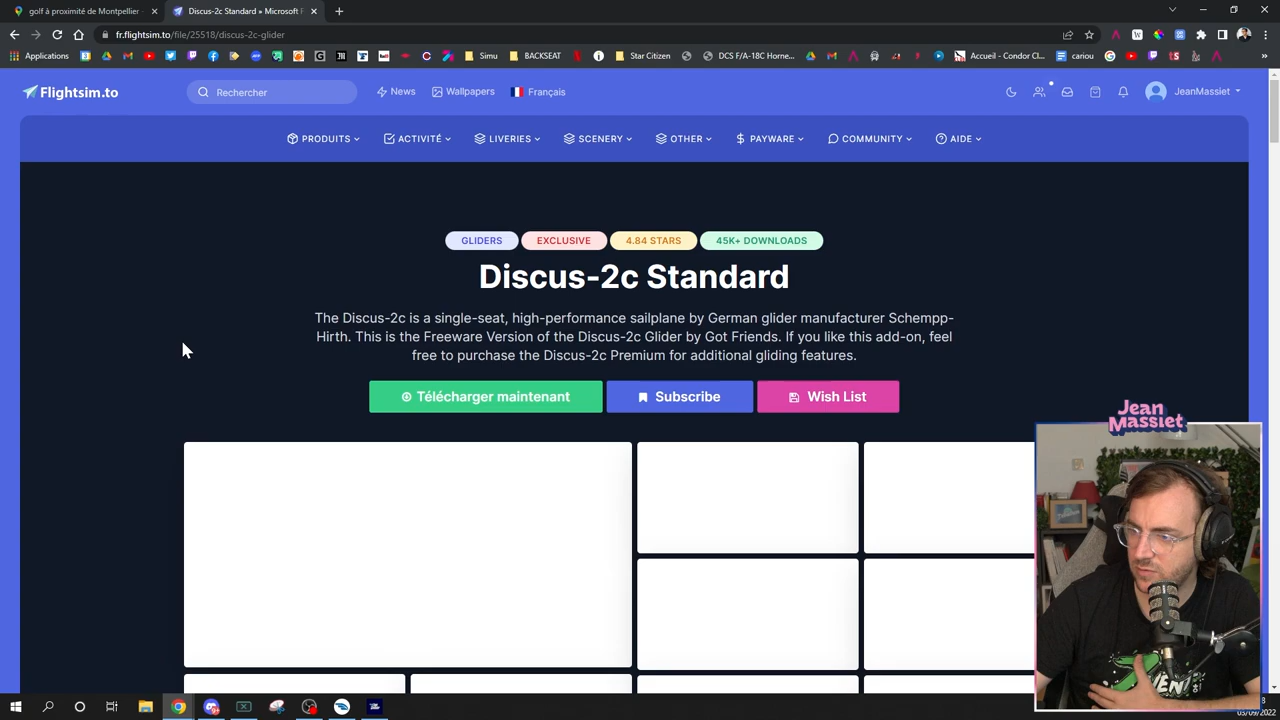 golf à proximité de Montpellier
Discus-2c Standard » Microsoft F
fr.flightsim.to/file/25518/discus-2c-glider
Applications
Simu
BACKSEAT
Star Citizen
DCS F/A-18C Horne...
Accueil - Condor Cl...
cariou
Flightsim.to
Rechercher
News
Wallpapers
Français
JeanMassiet
PRODUITS
ACTIVITÉ
LIVERIES
SCENERY
OTHER
PAYWARE
COMMUNITY
AIDE
GLIDERS
EXCLUSIVE
4.84 STARS
45K+ DOWNLOADS
Discus-2c Standard
The Discus-2c is a single-seat, high-performance sailplane by German glider manufacturer Schempp-
Hirth. This is the Freeware Version of the Discus-2c Glider by Got Friends. If you like this add-on, feel
free to purchase the Discus-2c Premium for additional gliding features.
Télécharger maintenant
Subscribe
Wish List
Jean
Massiet
03/09/2022